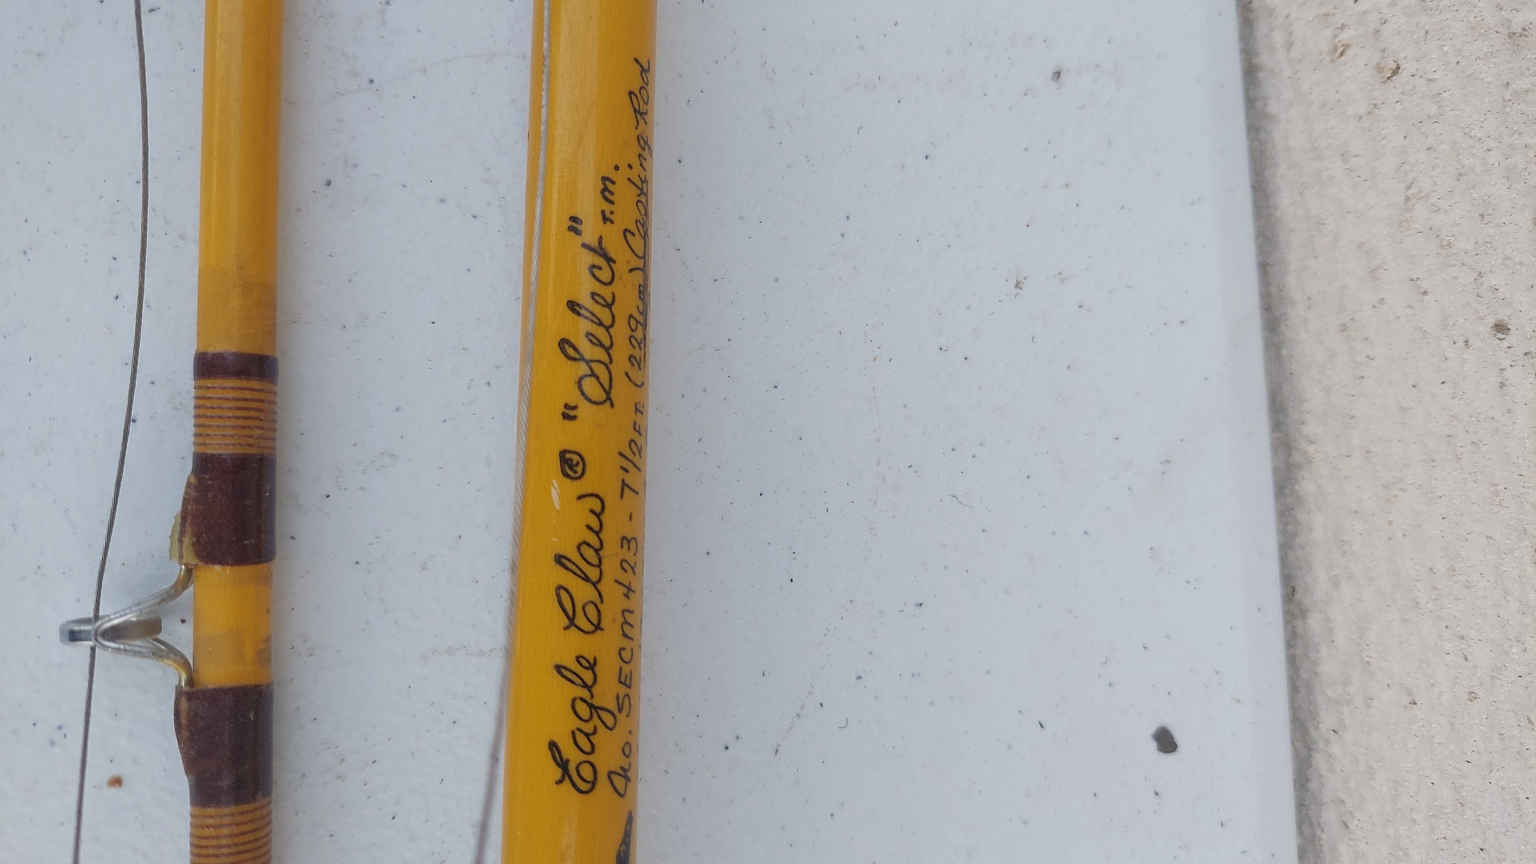 Eagle Claw® "Select" T.M.
No. SECM423 - 7 1/2 FT. (229cm) Casting Rod